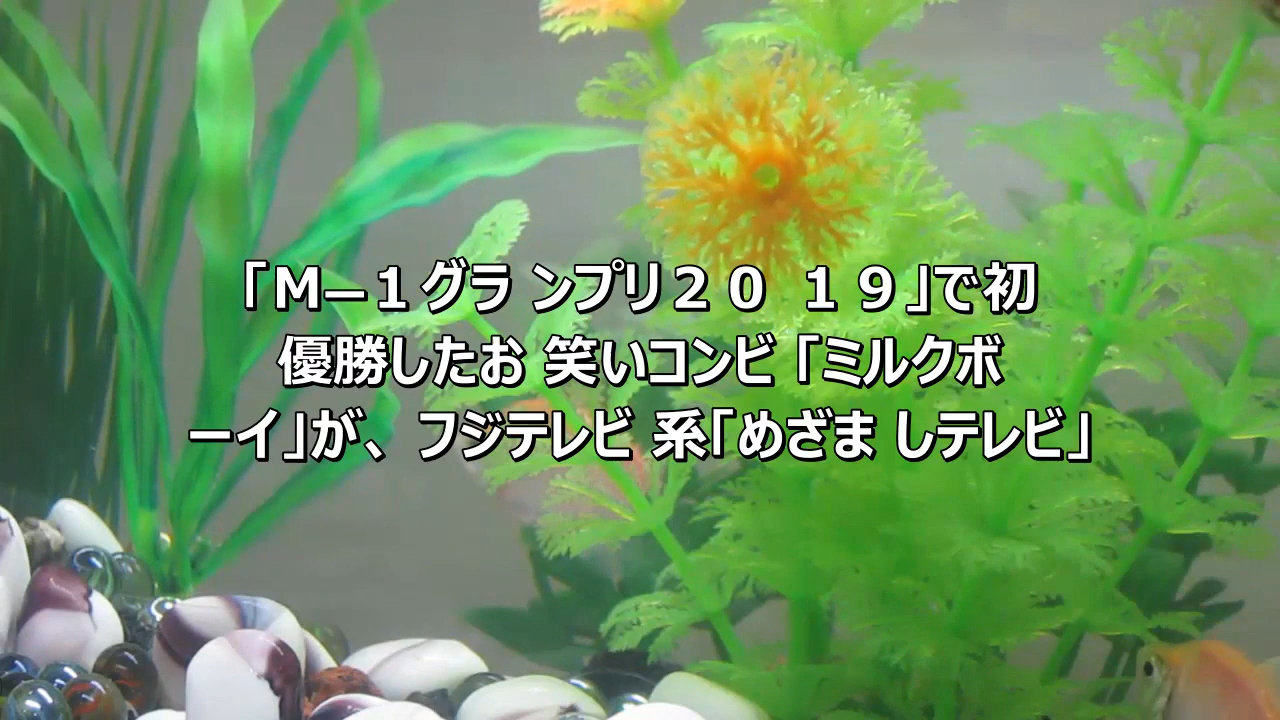 「Ｍ―１グラ ンプリ２０ １９」で初
優勝したお 笑いコンビ 「ミルクボ
ーイ」が、フジテレビ 系「めざま しテレビ」